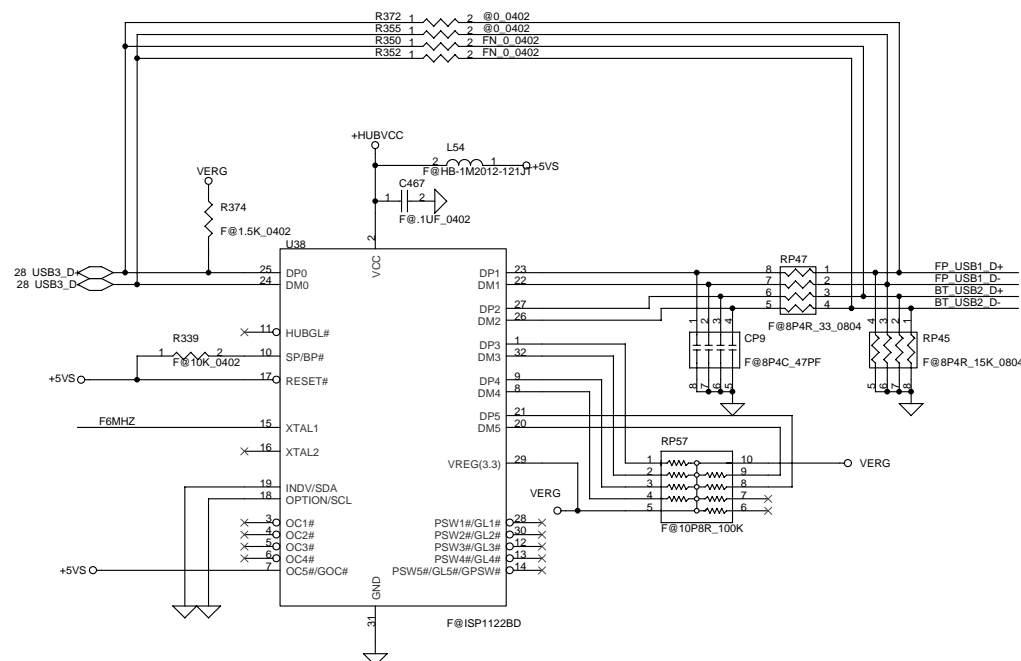 R372 1 2 @0_0402
R355 1 2 @0_0402
R350 1 2 FN_0_0402
R352 1 2 FN_0_0402
+HUBVCC
L54
2 1 +5VS
F@HB-1M2012-121J1
VERG
C467
1 2
F@.1UF_0402
R374
F@1.5K_0402
2
U38
VCC
28 USB3_D+ 25 DP0
28 USB3_D- 24 DM0
DP1 23
DM1 22
DP2 27
DM2 26
DP3 1
DM3 32
DP4 9
DM4 8
DP5 21
DM5 20
VREG(3.3) 29
RP47
8 1
7 2
6 3
5 4
F@8P4R_33_0804
FP_USB1_D+
FP_USB1_D-
BT_USB2_D+
BT_USB2_D-
1 2 3 4
CP9
F@8P4C_47PF
8 7 6 5
4 3 2 1
RP45
F@8P4R_15K_0804
5 6 7 8
11 HUBGL#
R339
1 2 10 SP/BP#
F@10K_0402
+5VS 17 RESET#
F6MHZ 15 XTAL1
16 XTAL2
19 INDV/SDA
18 OPTION/SCL
3 OC1#
4 OC2#
5 OC3#
6 OC4#
+5VS 7 OC5#/GOC#
PSW1#/GL1# 28
PSW2#/GL2# 30
PSW3#/GL3# 12
PSW4#/GL4# 13
PSW5#/GL5#/GPSW# 14
RP57
1 10 VERG
2 9
3 8
4 7
VERG 5 6
F@10P8R_100K
GND
31
F@ISP1122BD